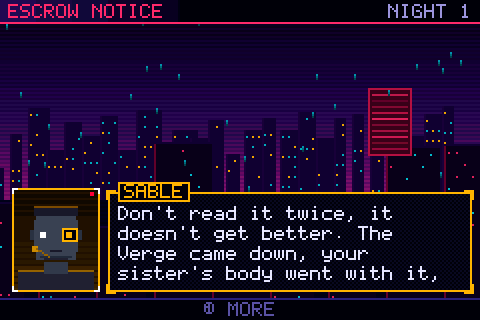 ESCROW NOTICE
NIGHT 1
SABLE
Don't read it twice, it
doesn't get better. The
Verge came down, your
sister's body went with it,
MORE